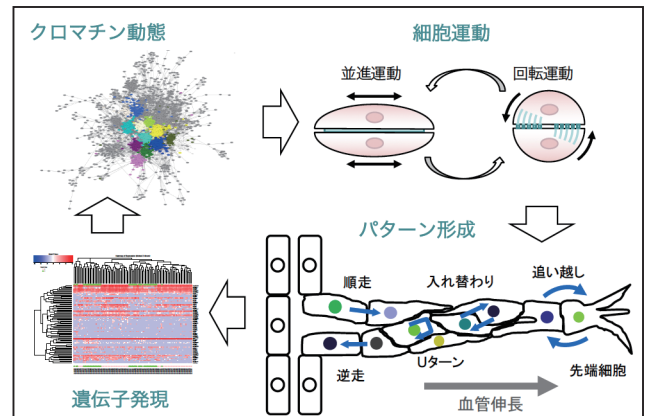 クロマチン動態
細胞運動
並進運動
回転運動
パターン形成
順走
入れ替わり
追い越し
逆走
Uターン
先端細胞
血管伸長
遺伝子発現